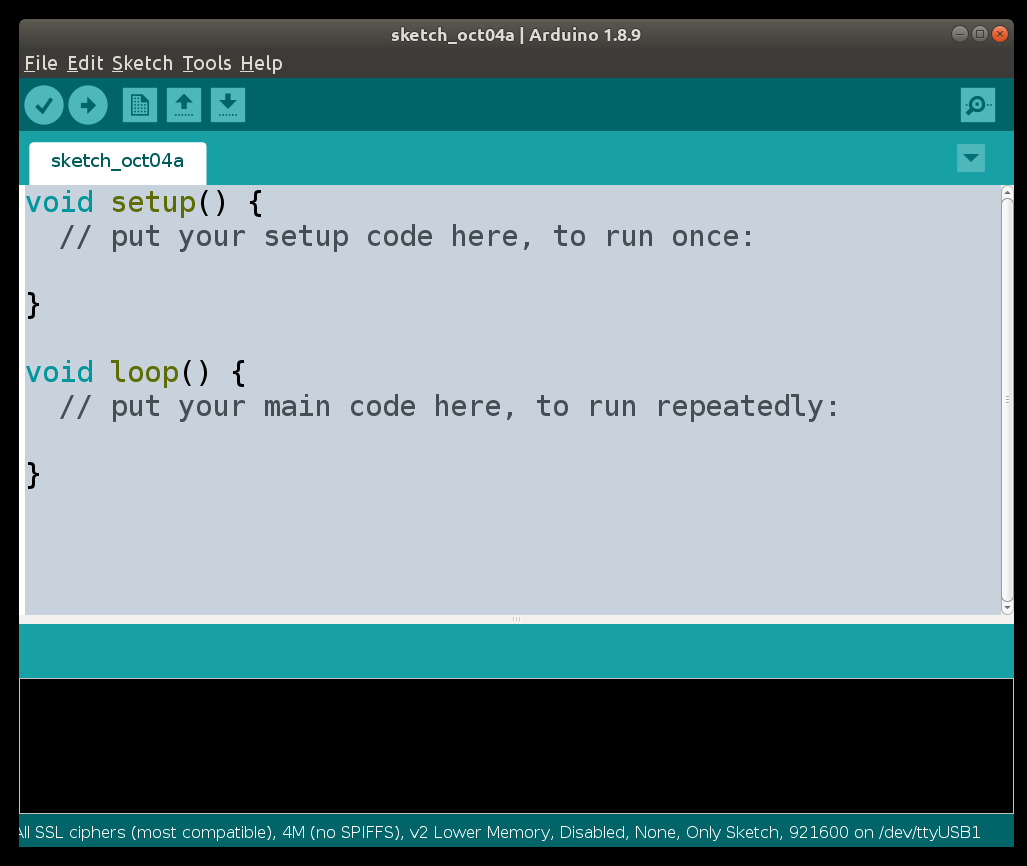 sketch_oct04a | Arduino 1.8.9
File Edit Sketch Tools Help
sketch_oct04a
void setup() {
  // put your setup code here, to run once:
}
void loop() {
  // put your main code here, to run repeatedly:
}
All SSL ciphers (most compatible), 4M (no SPIFFS), v2 Lower Memory, Disabled, None, Only Sketch, 921600 on /dev/ttyUSB1